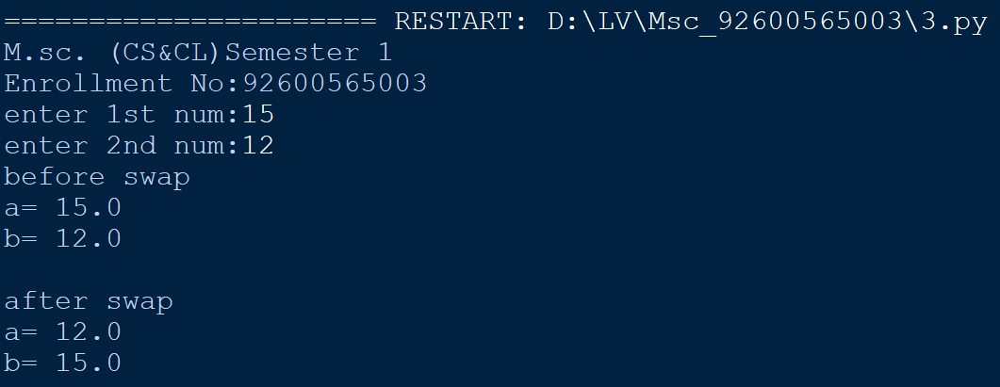 ====================== RESTART: D:\LV\Msc_92600565003\3.py
M.sc. (CS&CL)Semester 1
Enrollment No:92600565003
enter 1st num:15
enter 2nd num:12
before swap
a= 15.0
b= 12.0
after swap
a= 12.0
b= 15.0